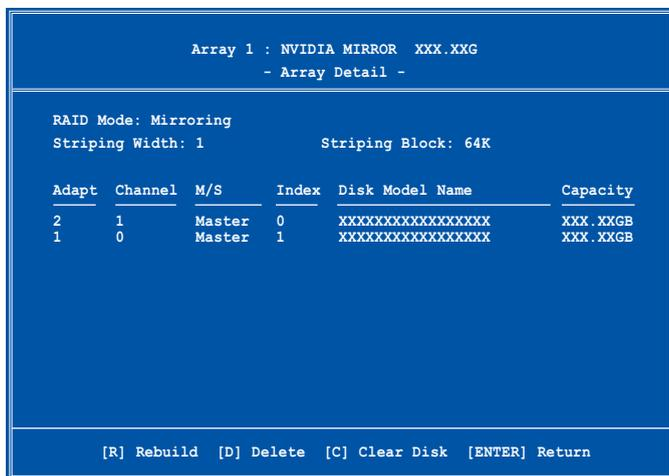 Array 1 : NVIDIA MIRROR XXX.XXG
- Array Detail -
RAID Mode: Mirroring
Striping Width: 1 Striping Block: 64K
Adapt Channel M/S Index Disk Model Name Capacity
2 1 Master 0 XXXXXXXXXXXXXXXXX XXX.XXGB
1 0 Master 1 XXXXXXXXXXXXXXXXX XXX.XXGB
[R] Rebuild [D] Delete [C] Clear Disk [ENTER] Return